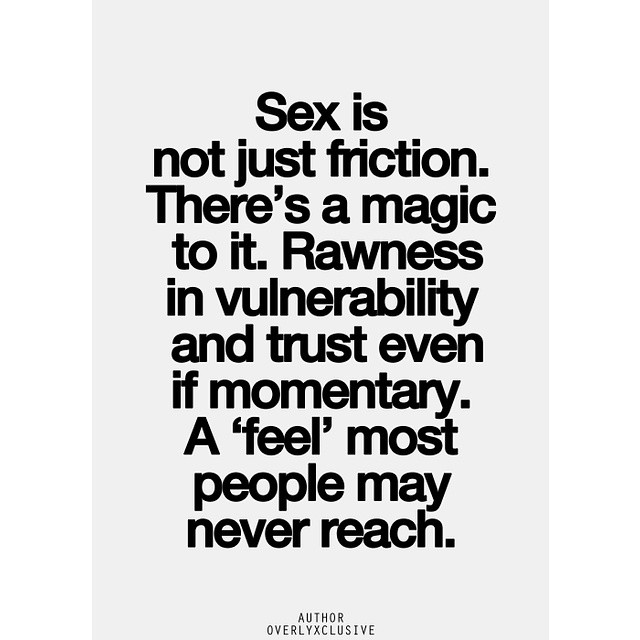 Sex is
not just friction.
There’s a magic
to it. Rawness
in vulnerability
and trust even
if momentary.
A ‘feel’ most
people may
never reach.
AUTHOR
OVERLYXCLUSIVE